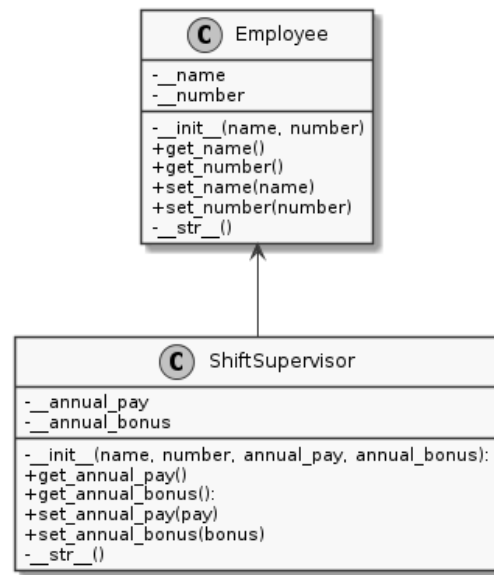 C Employee
-__name
-__number
-__init__(name, number)
+get_name()
+get_number()
+set_name(name)
+set_number(number)
-__str__()
C ShiftSupervisor
-__annual_pay
-__annual_bonus
-__init__(name, number, annual_pay, annual_bonus):
+get_annual_pay()
+get_annual_bonus():
+set_annual_pay(pay)
+set_annual_bonus(bonus)
-__str__()